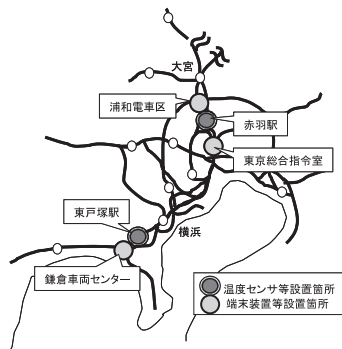 大宮
浦和電車区
赤羽駅
東京総合指令室
東戸塚駅
横浜
鎌倉車両センター
温度センサ等設置箇所
端末装置等設置箇所